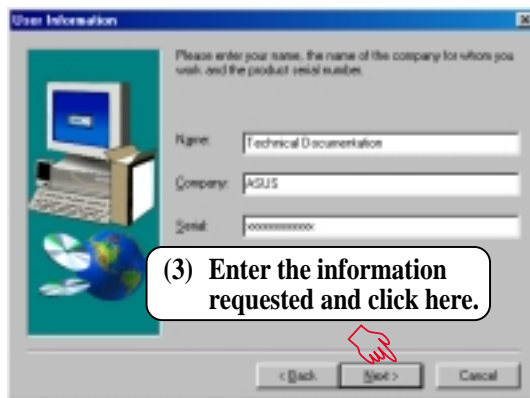 User Information
Please enter your name, the name of the company for whom you
work and the product serial number.
Name: Technical Documentation
Company: ASUS
Serial: xxxxxxxxxxxx
(3) Enter the information
requested and click here.
< Back Next > Cancel